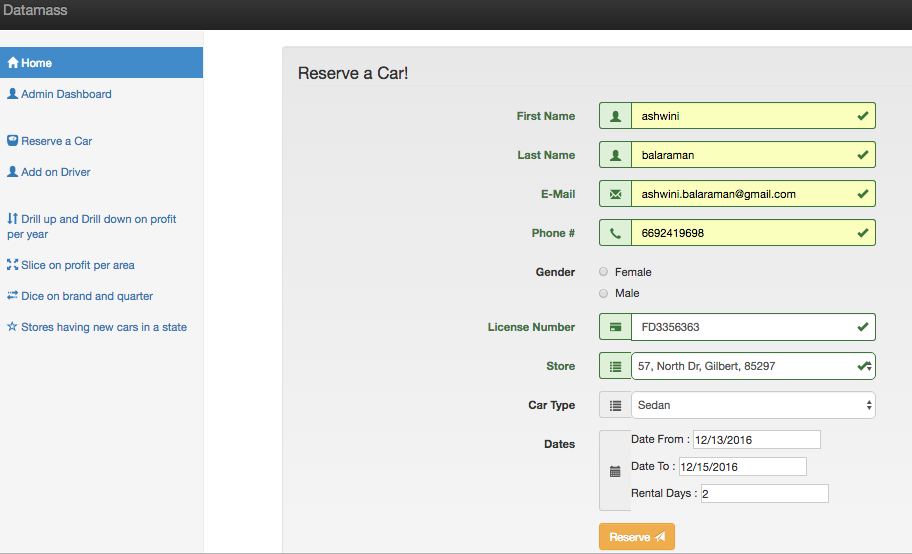 Datamass
Home
Admin Dashboard
Reserve a Car
Add on Driver
Drill up and Drill down on profit
per year
Slice on profit per area
Dice on brand and quarter
Stores having new cars in a state
Reserve a Car!
First Name ashwini
Last Name balaraman
E-Mail ashwini.balaraman@gmail.com
Phone # 6692419698
Gender Female
Male
License Number FD3356363
Store 57, North Dr, Gilbert, 85297
Car Type Sedan
Dates Date From : 12/13/2016
Date To : 12/15/2016
Rental Days : 2
Reserve